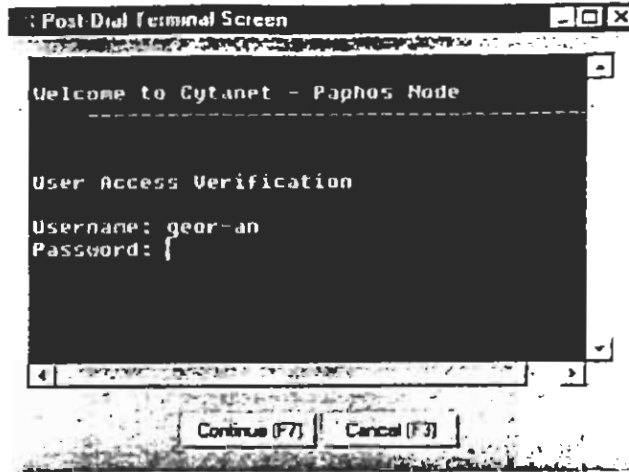 Post-Dial Terminal Screen
Welcome to Cytanet - Paphos Node
User Access Verification
Username: geor-an
Password:
Continue (F7) Cancel (F3)